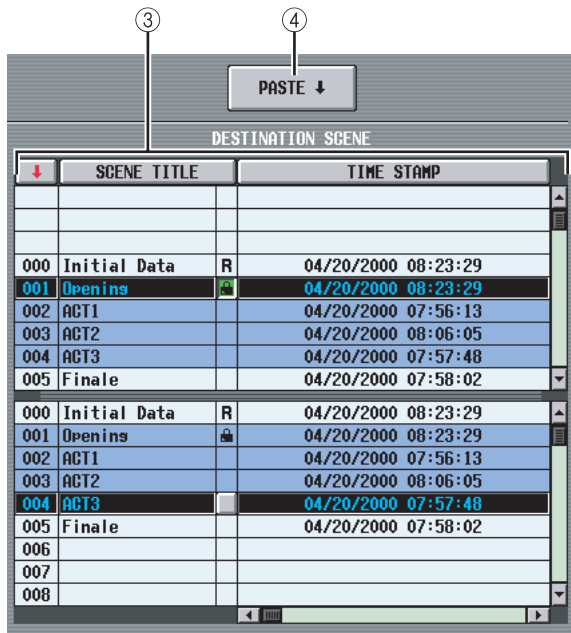 ③ ④
PASTE ⬇
DESTINATION SCENE
⬇ SCENE TITLE TIME STAMP
000 Initial Data R 04/20/2000 08:23:29
001 Opening 04/20/2000 08:23:29
002 ACT1 04/20/2000 07:56:13
003 ACT2 04/20/2000 08:06:05
004 ACT3 04/20/2000 07:57:48
005 Finale 04/20/2000 07:58:02
000 Initial Data R 04/20/2000 08:23:29
001 Opening 04/20/2000 08:23:29
002 ACT1 04/20/2000 07:56:13
003 ACT2 04/20/2000 08:06:05
004 ACT3 04/20/2000 07:57:48
005 Finale 04/20/2000 07:58:02
006
007
008